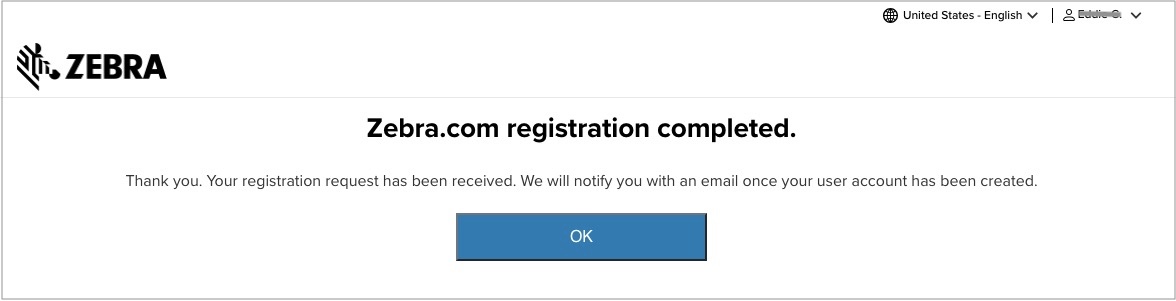 United States - English
ZEBRA
Zebra.com registration completed.
Thank you. Your registration request has been received. We will notify you with an email once your user account has been created.
OK